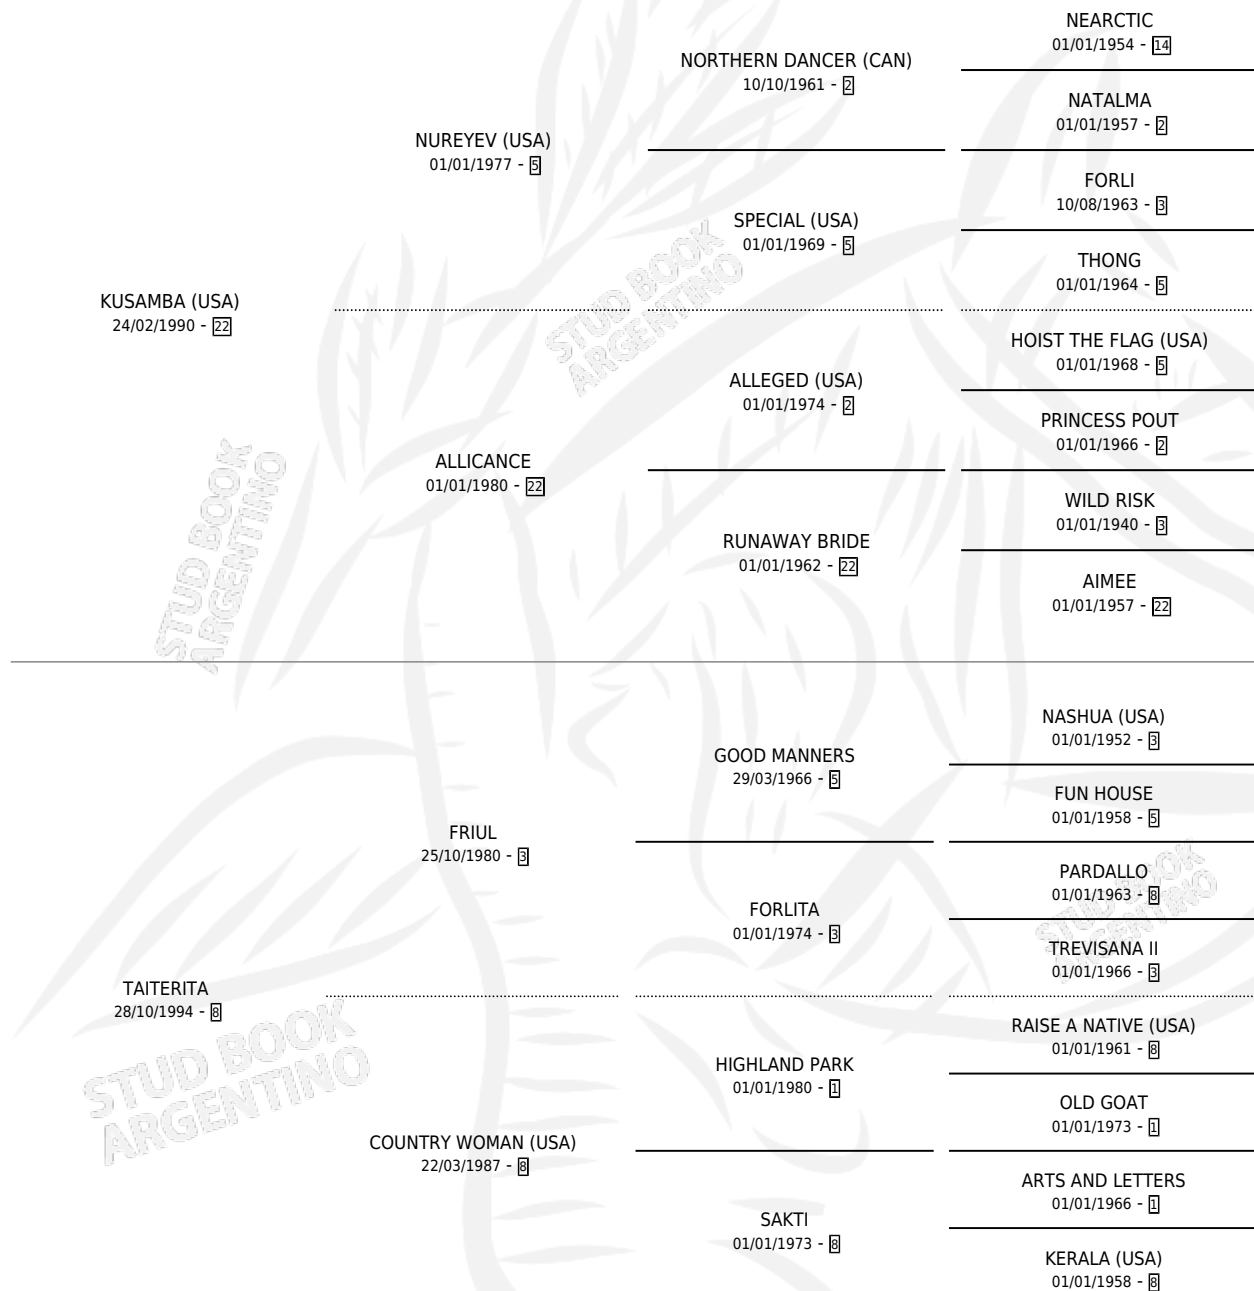 NEARCTIC
01/01/1954 - 14
NORTHERN DANCER (CAN)
10/10/1961 - 2
NATALMA
01/01/1957 - 2
NUREYEV (USA)
01/01/1977 - 5
FORLI
10/08/1963 - 3
SPECIAL (USA)
01/01/1969 - 5
THONG
01/01/1964 - 5
KUSAMBA (USA)
24/02/1990 - 22
HOIST THE FLAG (USA)
01/01/1968 - 5
ALLEGED (USA)
01/01/1974 - 2
PRINCESS POUT
01/01/1966 - 2
ALLICANCE
01/01/1980 - 22
WILD RISK
01/01/1940 - 3
RUNAWAY BRIDE
01/01/1962 - 22
AIMEE
01/01/1957 - 22
NASHUA (USA)
01/01/1952 - 3
GOOD MANNERS
29/03/1966 - 5
FUN HOUSE
01/01/1958 - 5
FRIUL
25/10/1980 - 3
PARDALLO
01/01/1963 - 8
FORLITA
01/01/1974 - 3
TREVISANA II
01/01/1966 - 3
TAITERITA
28/10/1994 - 8
RAISE A NATIVE (USA)
01/01/1961 - 8
HIGHLAND PARK
01/01/1980 - 1
OLD GOAT
01/01/1973 - 1
COUNTRY WOMAN (USA)
22/03/1987 - 8
ARTS AND LETTERS
01/01/1966 - 1
SAKTI
01/01/1973 - 8
KERALA (USA)
01/01/1958 - 8
STUD BOOK
ARGENTINO
STUD BOOK
ARGENTINO
STUD BOOK
ARGENTINO
STUD BOOK
ARGENTINO